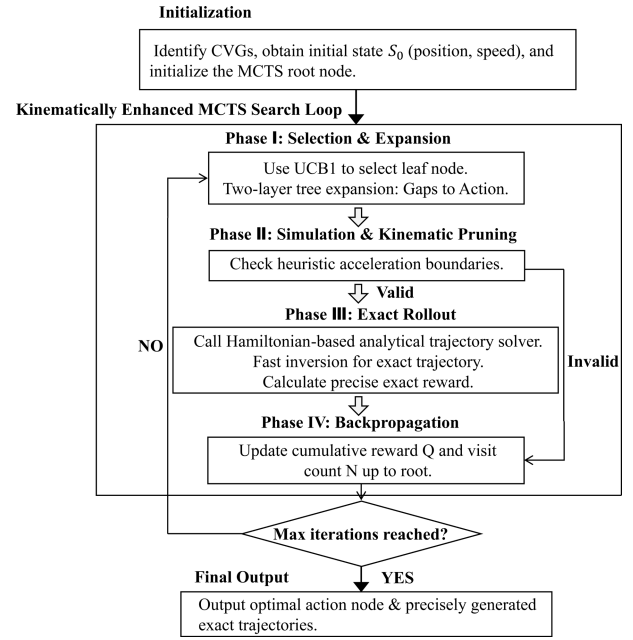 Initialization
Identify CVGs, obtain initial state S₀ (position, speed), and
initialize the MCTS root node.
Kinematically Enhanced MCTS Search Loop
Phase Ⅰ: Selection & Expansion
Use UCB1 to select leaf node.
Two-layer tree expansion: Gaps to Action.
Phase Ⅱ: Simulation & Kinematic Pruning
Check heuristic acceleration boundaries.
Valid
Phase Ⅲ: Exact Rollout
Call Hamiltonian-based analytical trajectory solver.
Fast inversion for exact trajectory.
Calculate precise exact reward.
NO
Invalid
Phase IV: Backpropagation
Update cumulative reward Q and visit
count N up to root.
Max iterations reached?
Final Output
YES
Output optimal action node & precisely generated
exact trajectories.